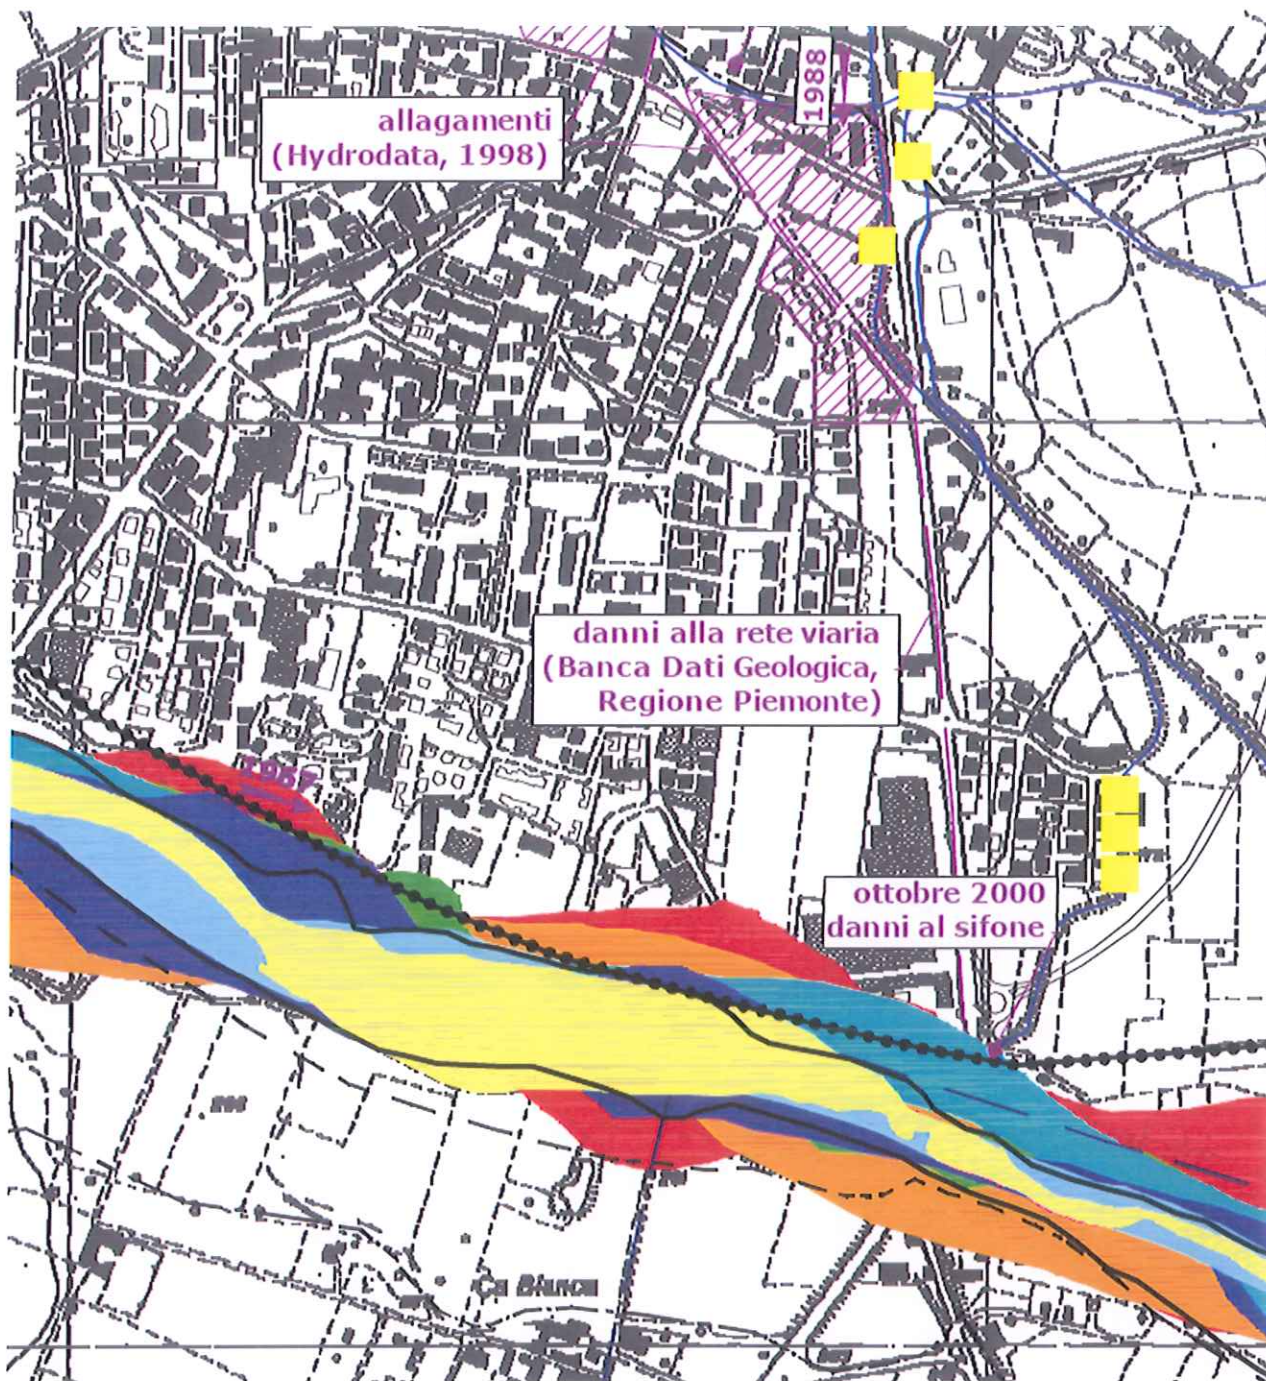 1988
allagamenti
(Hydrodata, 1998)
danni alla rete viaria
(Banca Dati Geologica,
Regione Piemonte)
1957
ottobre 2000
danni al sifone
Ca Bianca